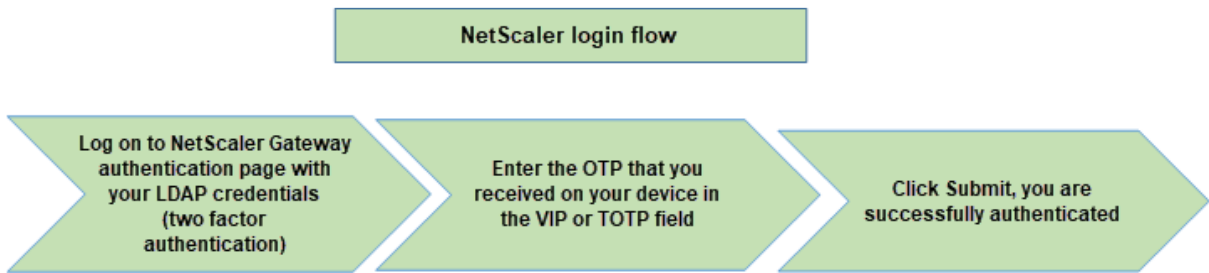 NetScaler login flow
Log on to NetScaler Gateway
authentication page with
your LDAP credentials
(two factor
authentication)
Enter the OTP that you
received on your device in
the VIP or TOTP field
Click Submit, you are
successfully authenticated